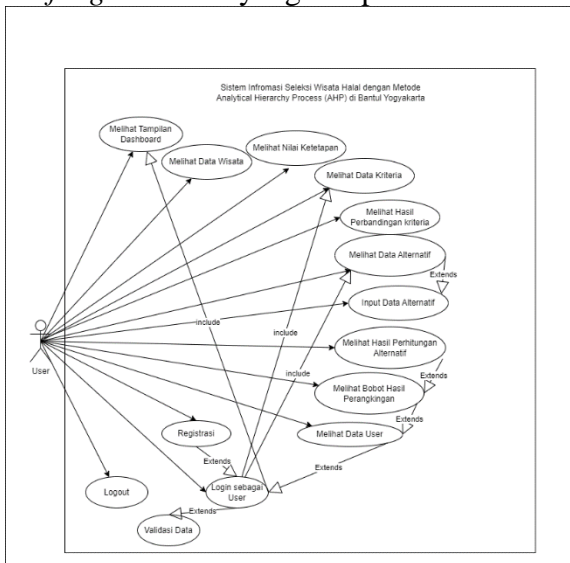 Sistem Infromasi Seleksi Wisata Halal dengan Metode
Analytical Hierarchy Process (AHP) di Bantul Yogyakarta
Melihat Tampilan
Dashboard
Melihat Data Wisata
Melihat Nilai Ketetapan
Melihat Data Kriteria
Melihat Hasil
Perbandingan kriteria
Melihat Data Alternatif
Extends
Input Data Alternatif
include
include
Melihat Hasil Perhitungan
Alternatif
include
User
Melihat Bobot Hasil
Perangkingan
Extends
Extends
Registrasi
Melihat Data User
Extends
Extends
Login sebagai
User
Logout
Extends
Validasi Data